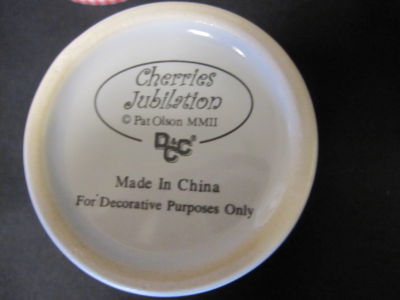 Cherries
Jubilation
© Pat Olson MMII
DCC®
Made In China
For Decorative Purposes Only